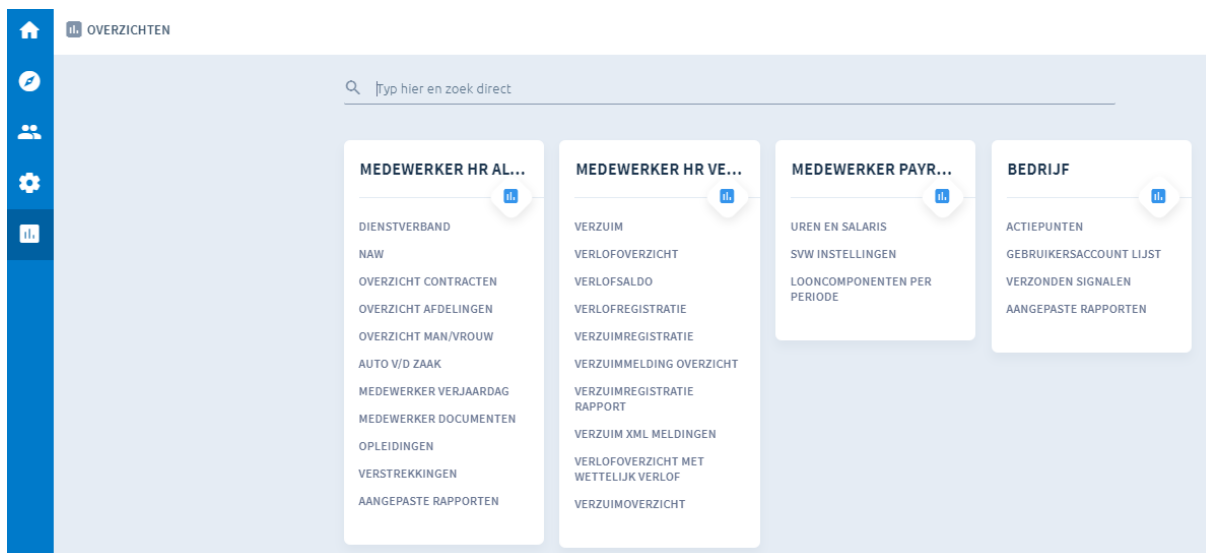 OVERZICHTEN
Typ hier en zoek direct
MEDEWERKER HR AL...
DIENSTVERBAND
NAW
OVERZICHT CONTRACTEN
OVERZICHT AFDELINGEN
OVERZICHT MAN/VROUW
AUTO V/D ZAAK
MEDEWERKER VERJAARDAG
MEDEWERKER DOCUMENTEN
OPLEIDINGEN
VERSTREKKINGEN
AANGEPASTE RAPPORTEN
MEDEWERKER HR VE...
VERZUIM
VERLOFOVERZICHT
VERLOFSALDO
VERLOFREGISTRATIE
VERZUIMREGISTRATIE
VERZUIMMELDING OVERZICHT
VERZUIMREGISTRATIE
RAPPORT
VERZUIM XML MELDINGEN
VERLOFOVERZICHT MET
WETTELIJK VERLOF
VERZUIMOVERZICHT
MEDEWERKER PAYR...
UREN EN SALARIS
SVW INSTELLINGEN
LOONCOMPONENTEN PER
PERIODE
BEDRIJF
ACTIEPUNTEN
GEBRUIKERSACCOUNT LIJST
VERZONDEN SIGNALEN
AANGEPASTE RAPPORTEN